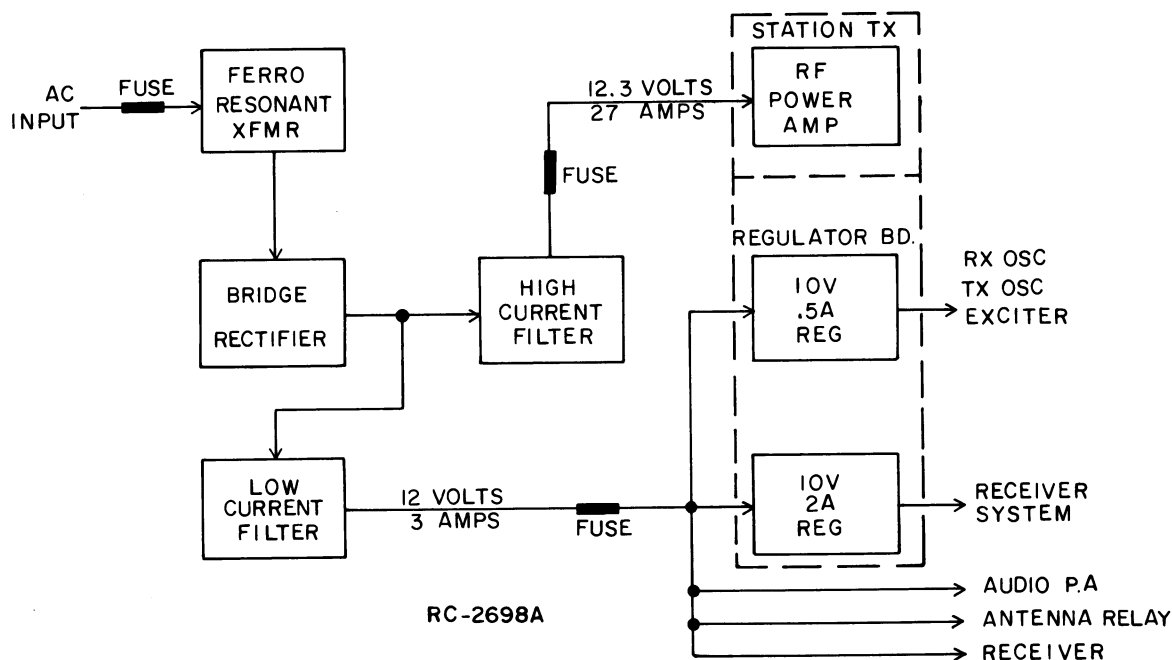 AC
INPUT
FUSE
FERRO
RESONANT
XFMR
BRIDGE
RECTIFIER
HIGH
CURRENT
FILTER
FUSE
12.3 VOLTS
27 AMPS
STATION TX
RF
POWER
AMP
REGULATOR BD.
10V
.5A
REG
RX OSC
TX OSC
EXCITER
LOW
CURRENT
FILTER
12 VOLTS
3 AMPS
FUSE
10V
2A
REG
RECEIVER
SYSTEM
AUDIO P.A
ANTENNA RELAY
RECEIVER
RC-2698A